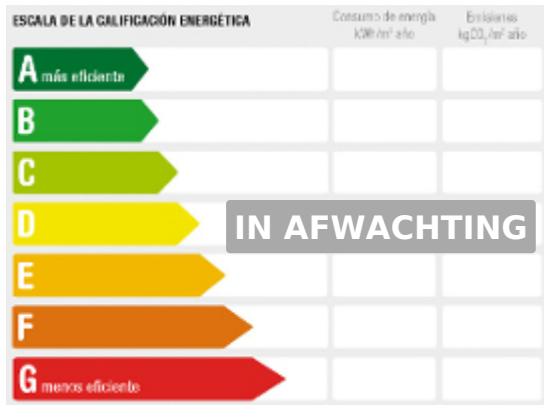 ESCALA DE LA CALIFICACIÓN ENERGÉTICA
Consumo de energía
kWh/m² año
Emisiones
kgCO₂/m² año
A más eficiente
B
C
D
IN AFWACHTING
E
F
G menos eficiente